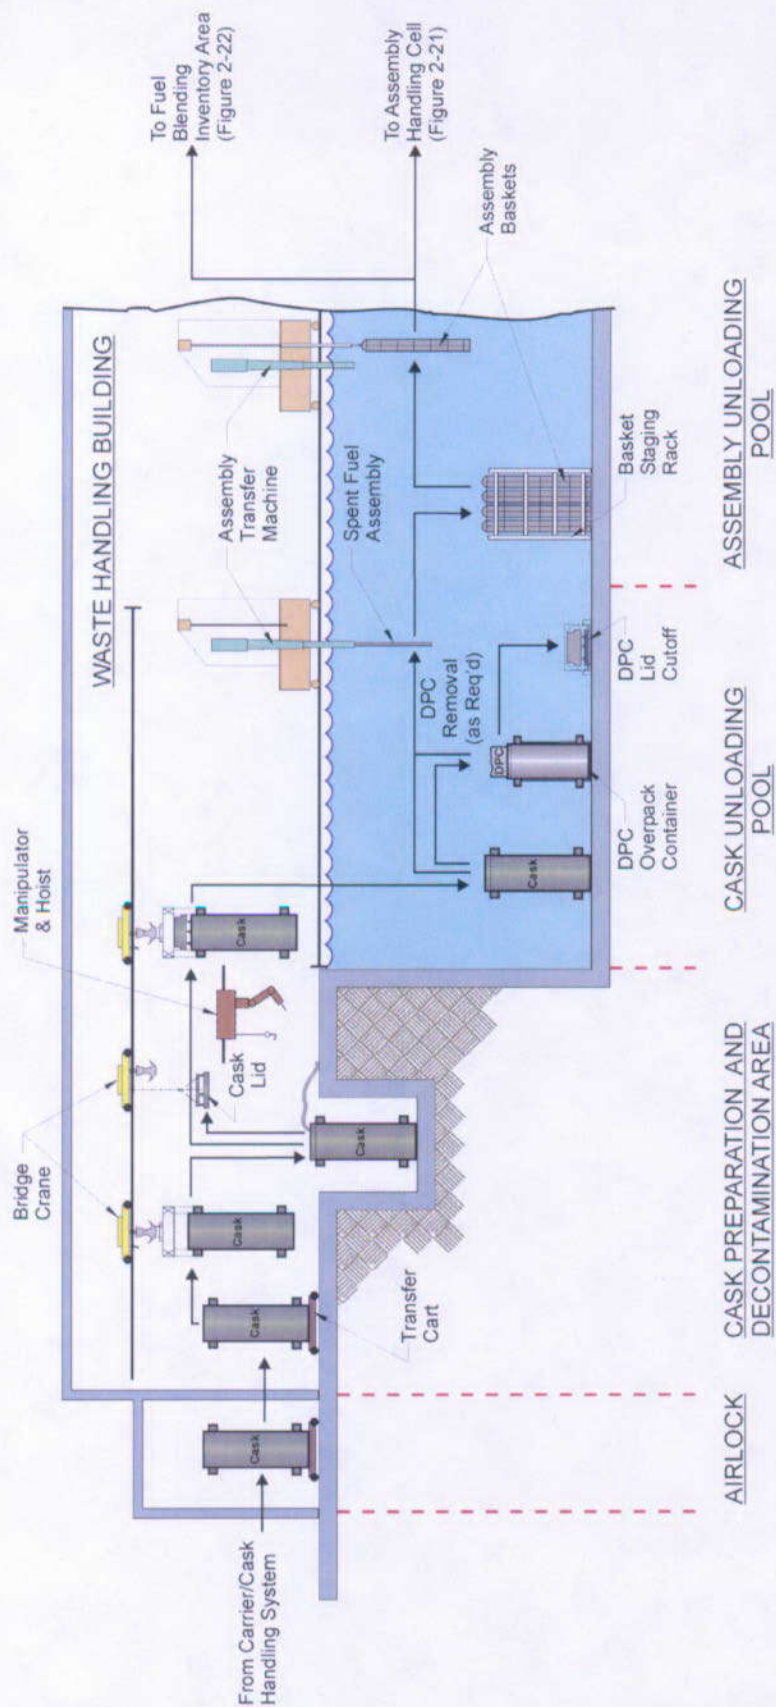 WASTE HANDLING BUILDING
Bridge
Crane
Manipulator
& Hoist
To Fuel
Blending
Inventory Area
(Figure 2-22)
To Assembly
Handling Cell
(Figure 2-21)
Assembly
Transfer
Machine
Spent Fuel
Assembly
Assembly
Baskets
From Carrier/Cask
Handling System
Cask
Cask
Cask
Cask
Cask
Lid
Cask
Cask
Transfer
Cart
DPC
Removal
(as Req'd)
DPC
DPC
Overpack
Container
DPC
Lid
Cutoff
Basket
Staging
Rack
AIRLOCK
CASK PREPARATION AND
DECONTAMINATION AREA
CASK UNLOADING
POOL
ASSEMBLY UNLOADING
POOL